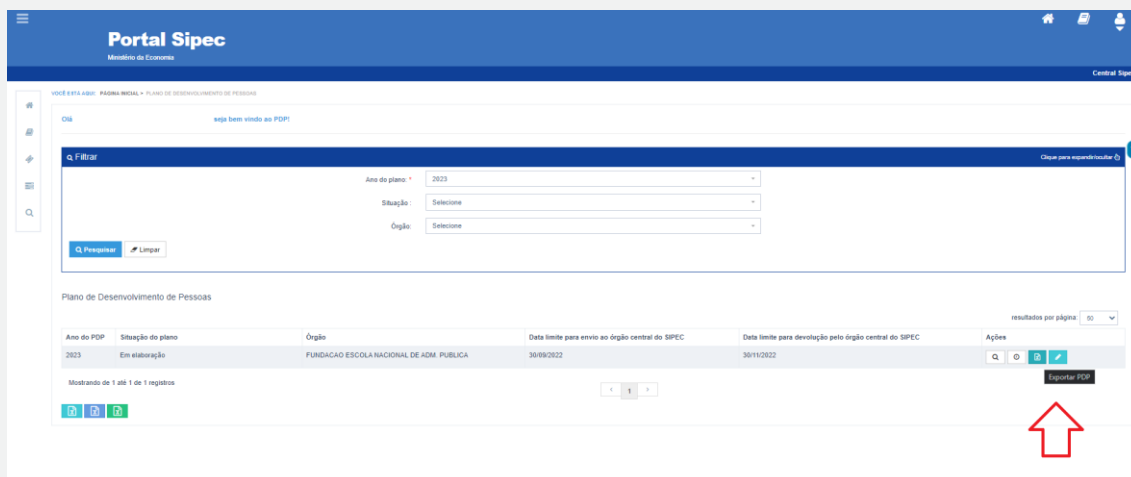 Portal Sipec
Ministério da Economia
Central Sipe
VOCÊ ESTÁ AQUI: PÁGINA INICIAL » PLANO DE DESENVOLVIMENTO DE PESSOAS
Olá seja bem vindo ao PDP!
Filtrar Clique para expandir/ocultar
Ano do plano: * 2023
Situação : Selecione
Órgão: Selecione
Pesquisar Limpar
Plano de Desenvolvimento de Pessoas
resultados por página: 50
Ano do PDP Situação do plano Órgão Data limite para envio ao órgão central do SIPEC Data limite para devolução pelo órgão central do SIPEC Ações
2023 Em elaboração FUNDACAO ESCOLA NACIONAL DE ADM. PUBLICA 30/09/2022 30/11/2022
Exportar PDP
Mostrando de 1 até 1 de 1 registros 1